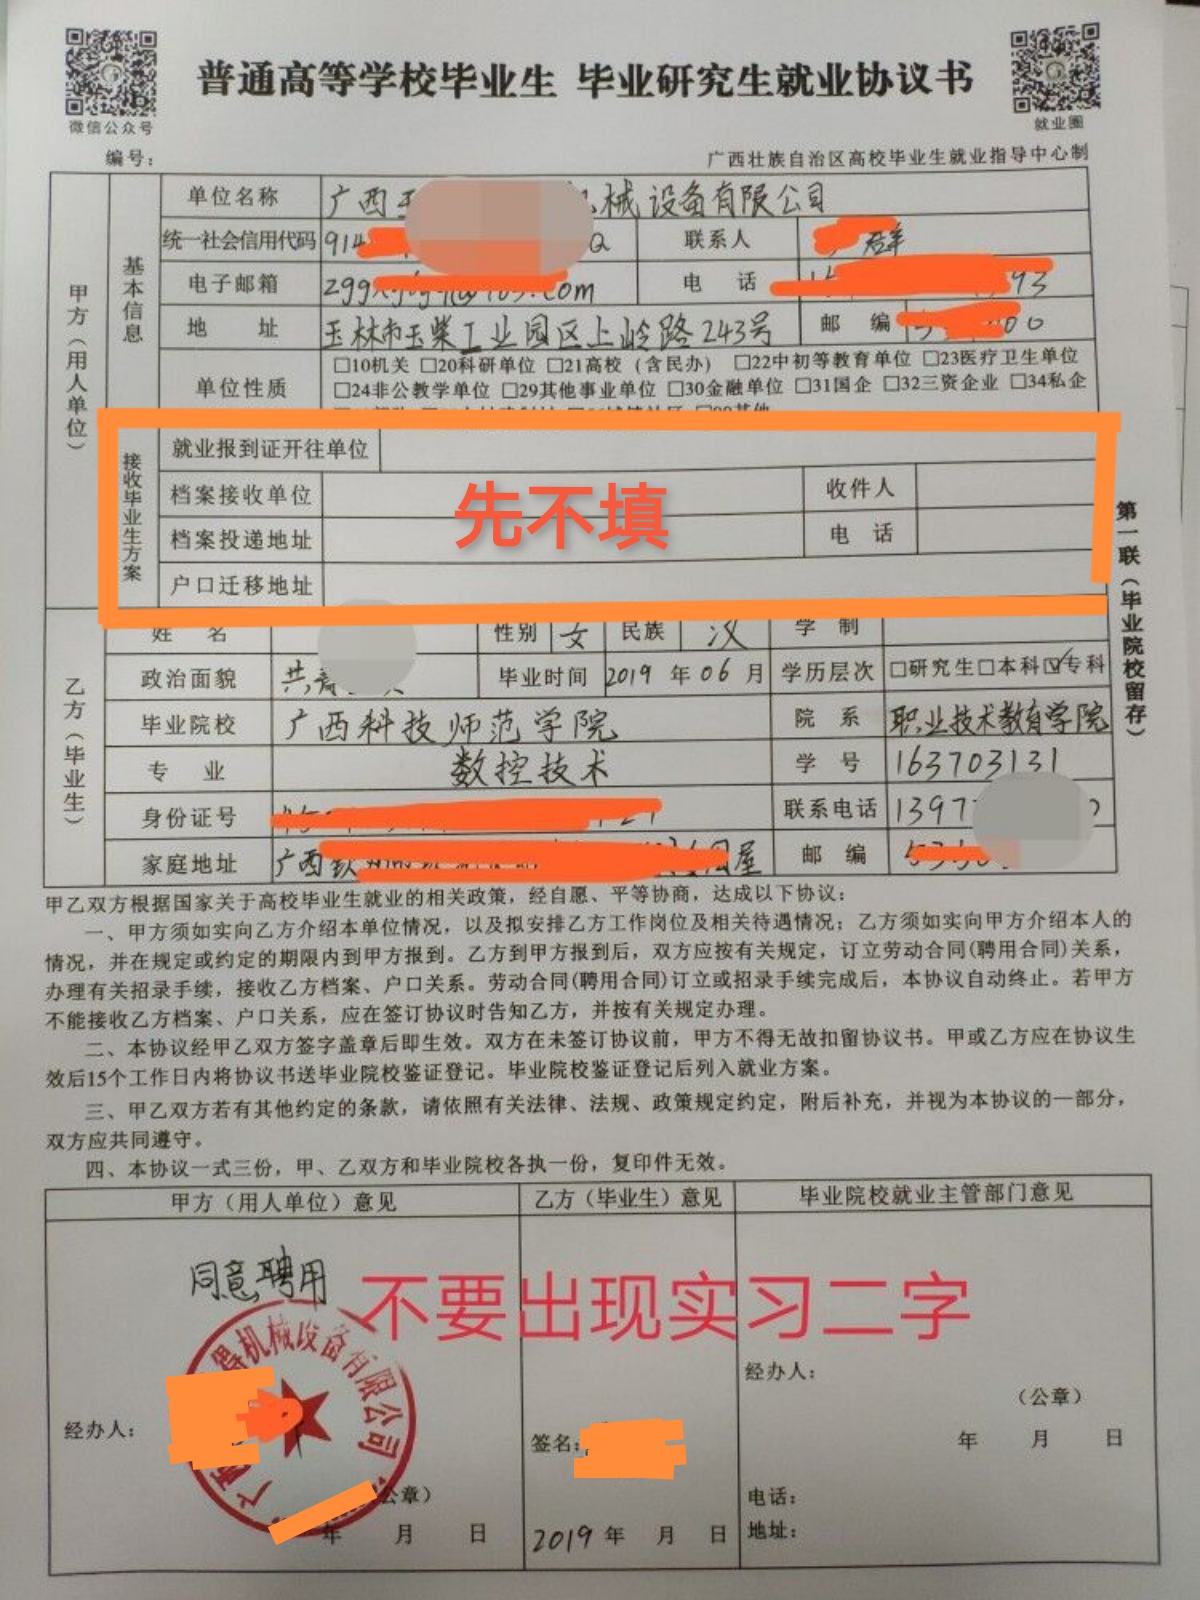 普通高等学校毕业生 毕业研究生就业协议书
微信公众号
就业圈
编号：
广西壮族自治区高校毕业生就业指导中心制
甲方（用人单位）
基本信息
单位名称 广西 机械设备有限公司
统一社会信用代码 914 Q 联系人 群
电子邮箱 .com 电 话 93
地 址 玉林市玉柴工业园区上岭路243号 邮 编
单位性质 □10机关 □20科研单位 □21高校（含民办） □22中初等教育单位 □23医疗卫生单位
□24非公教学单位 □29其他事业单位 □30金融单位 □31国企 □32三资企业 □34私企
接收毕业生方案
就业报到证开往单位
档案接收单位 收件人
先不填
档案投递地址 电 话
户口迁移地址
第一联（毕业院校留存）
乙方（毕业生）
姓 名 性别 女 民族 汉 学 制
政治面貌 共 毕业时间 2019 年 06 月 学历层次 □研究生□本科☑专科
毕业院校 广西科技师范学院 院 系 职业技术教育学院
专 业 数控技术 学 号 163703131
身份证号 联系电话 1397
家庭地址 广西 屋 邮 编
甲乙双方根据国家关于高校毕业生就业的相关政策，经自愿、平等协商，达成以下协议：
一、甲方须如实向乙方介绍本单位情况，以及拟安排乙方工作岗位及相关待遇情况；乙方须如实向甲方介绍本人的
情况，并在规定或约定的期限内到甲方报到。乙方到甲方报到后，双方应按有关规定，订立劳动合同(聘用合同)关系，
办理有关招录手续，接收乙方档案、户口关系。劳动合同(聘用合同)订立或招录手续完成后，本协议自动终止。若甲方
不能接收乙方档案、户口关系，应在签订协议时告知乙方，并按有关规定办理。
二、本协议经甲乙双方签字盖章后即生效。双方在未签订协议前，甲方不得无故扣留协议书。甲或乙方应在协议生
效后15个工作日内将协议书送毕业院校鉴证登记。毕业院校鉴证登记后列入就业方案。
三、甲乙双方若有其他约定的条款，请依照有关法律、法规、政策规定约定，附后补充，并视为本协议的一部分，
双方应共同遵守。
四、本协议一式三份，甲、乙双方和毕业院校各执一份，复印件无效。
甲方（用人单位）意见 乙方（毕业生）意见 毕业院校就业主管部门意见
同意聘用
不要出现实习二字
机械设备有限公司
经办人：
（公章）
经办人：
签名：
年 月 日
公章）
电话：
年 月 日
2019 年 月 日
地址：